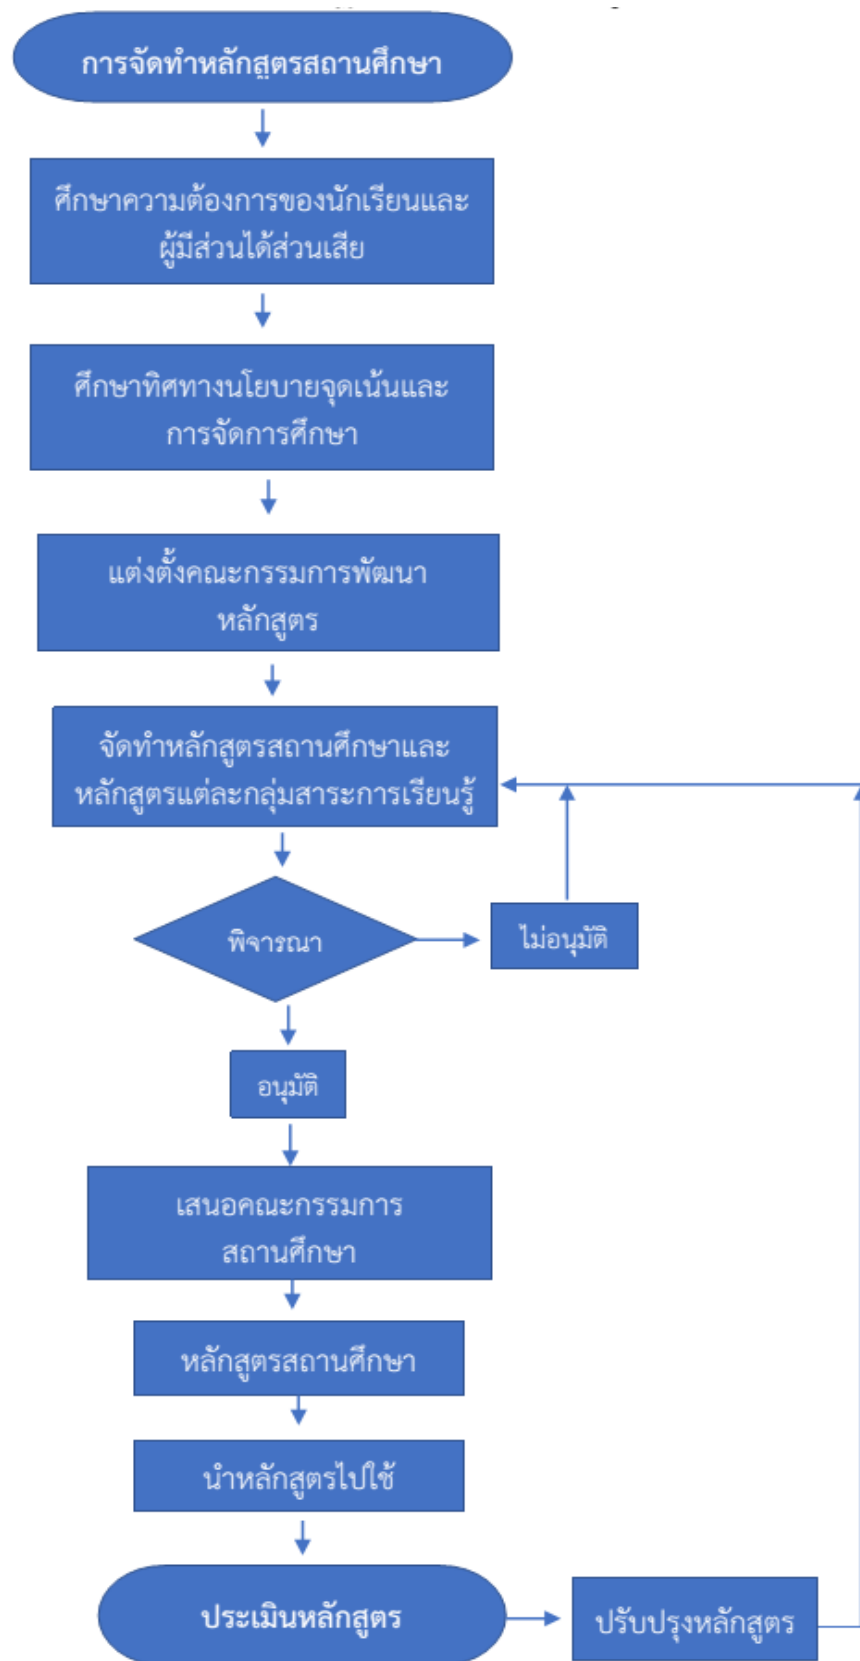 การจัดทำหลักสูตรสถานศึกษา
ศึกษาความต้องการของนักเรียนและ
ผู้มีส่วนได้ส่วนเสีย
ศึกษาทิศทางนโยบายจุดเน้นและ
การจัดการศึกษา
แต่งตั้งคณะกรรมการพัฒนา
หลักสูตร
จัดทำหลักสูตรสถานศึกษาและ
หลักสูตรแต่ละกลุ่มสาระการเรียนรู้
พิจารณา
ไม่อนุมัติ
อนุมัติ
เสนอคณะกรรมการ
สถานศึกษา
หลักสูตรสถานศึกษา
นำหลักสูตรไปใช้
ประเมินหลักสูตร
ปรับปรุงหลักสูตร